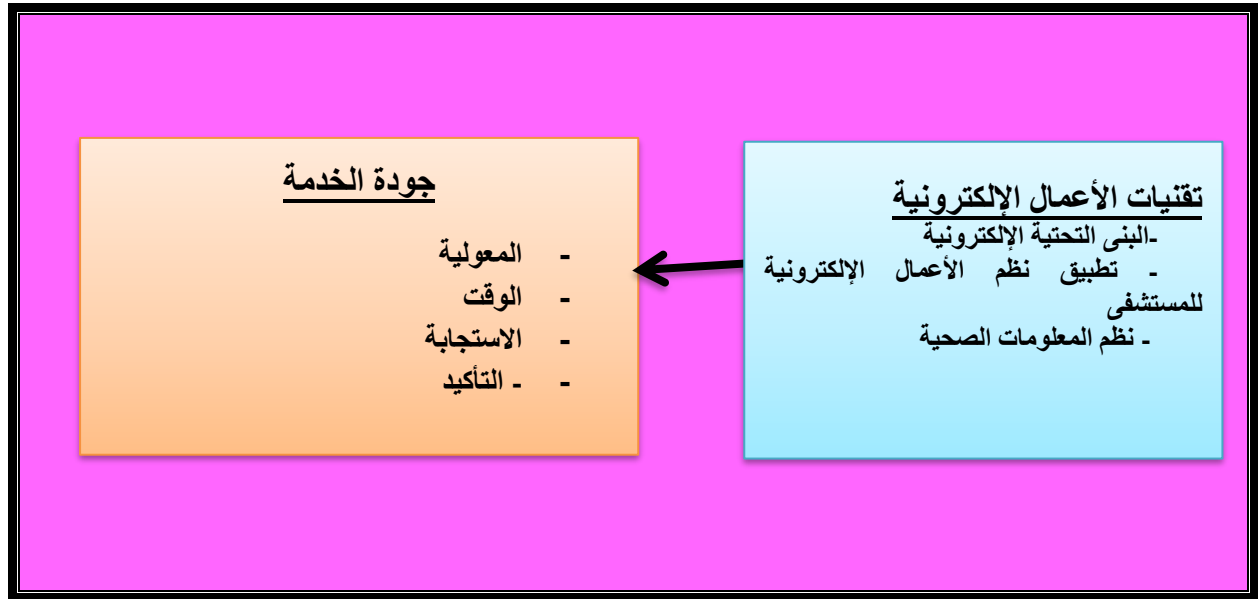 تقنيات الأعمال الإلكترونية
-البنى التحتية الإلكترونية
- تطبيق نظم الأعمال الإلكترونية
للمستشفى
- نظم المعلومات الصحية
جودة الخدمة
- المعولية
- الوقت
- الاستجابة
- - التأكيد